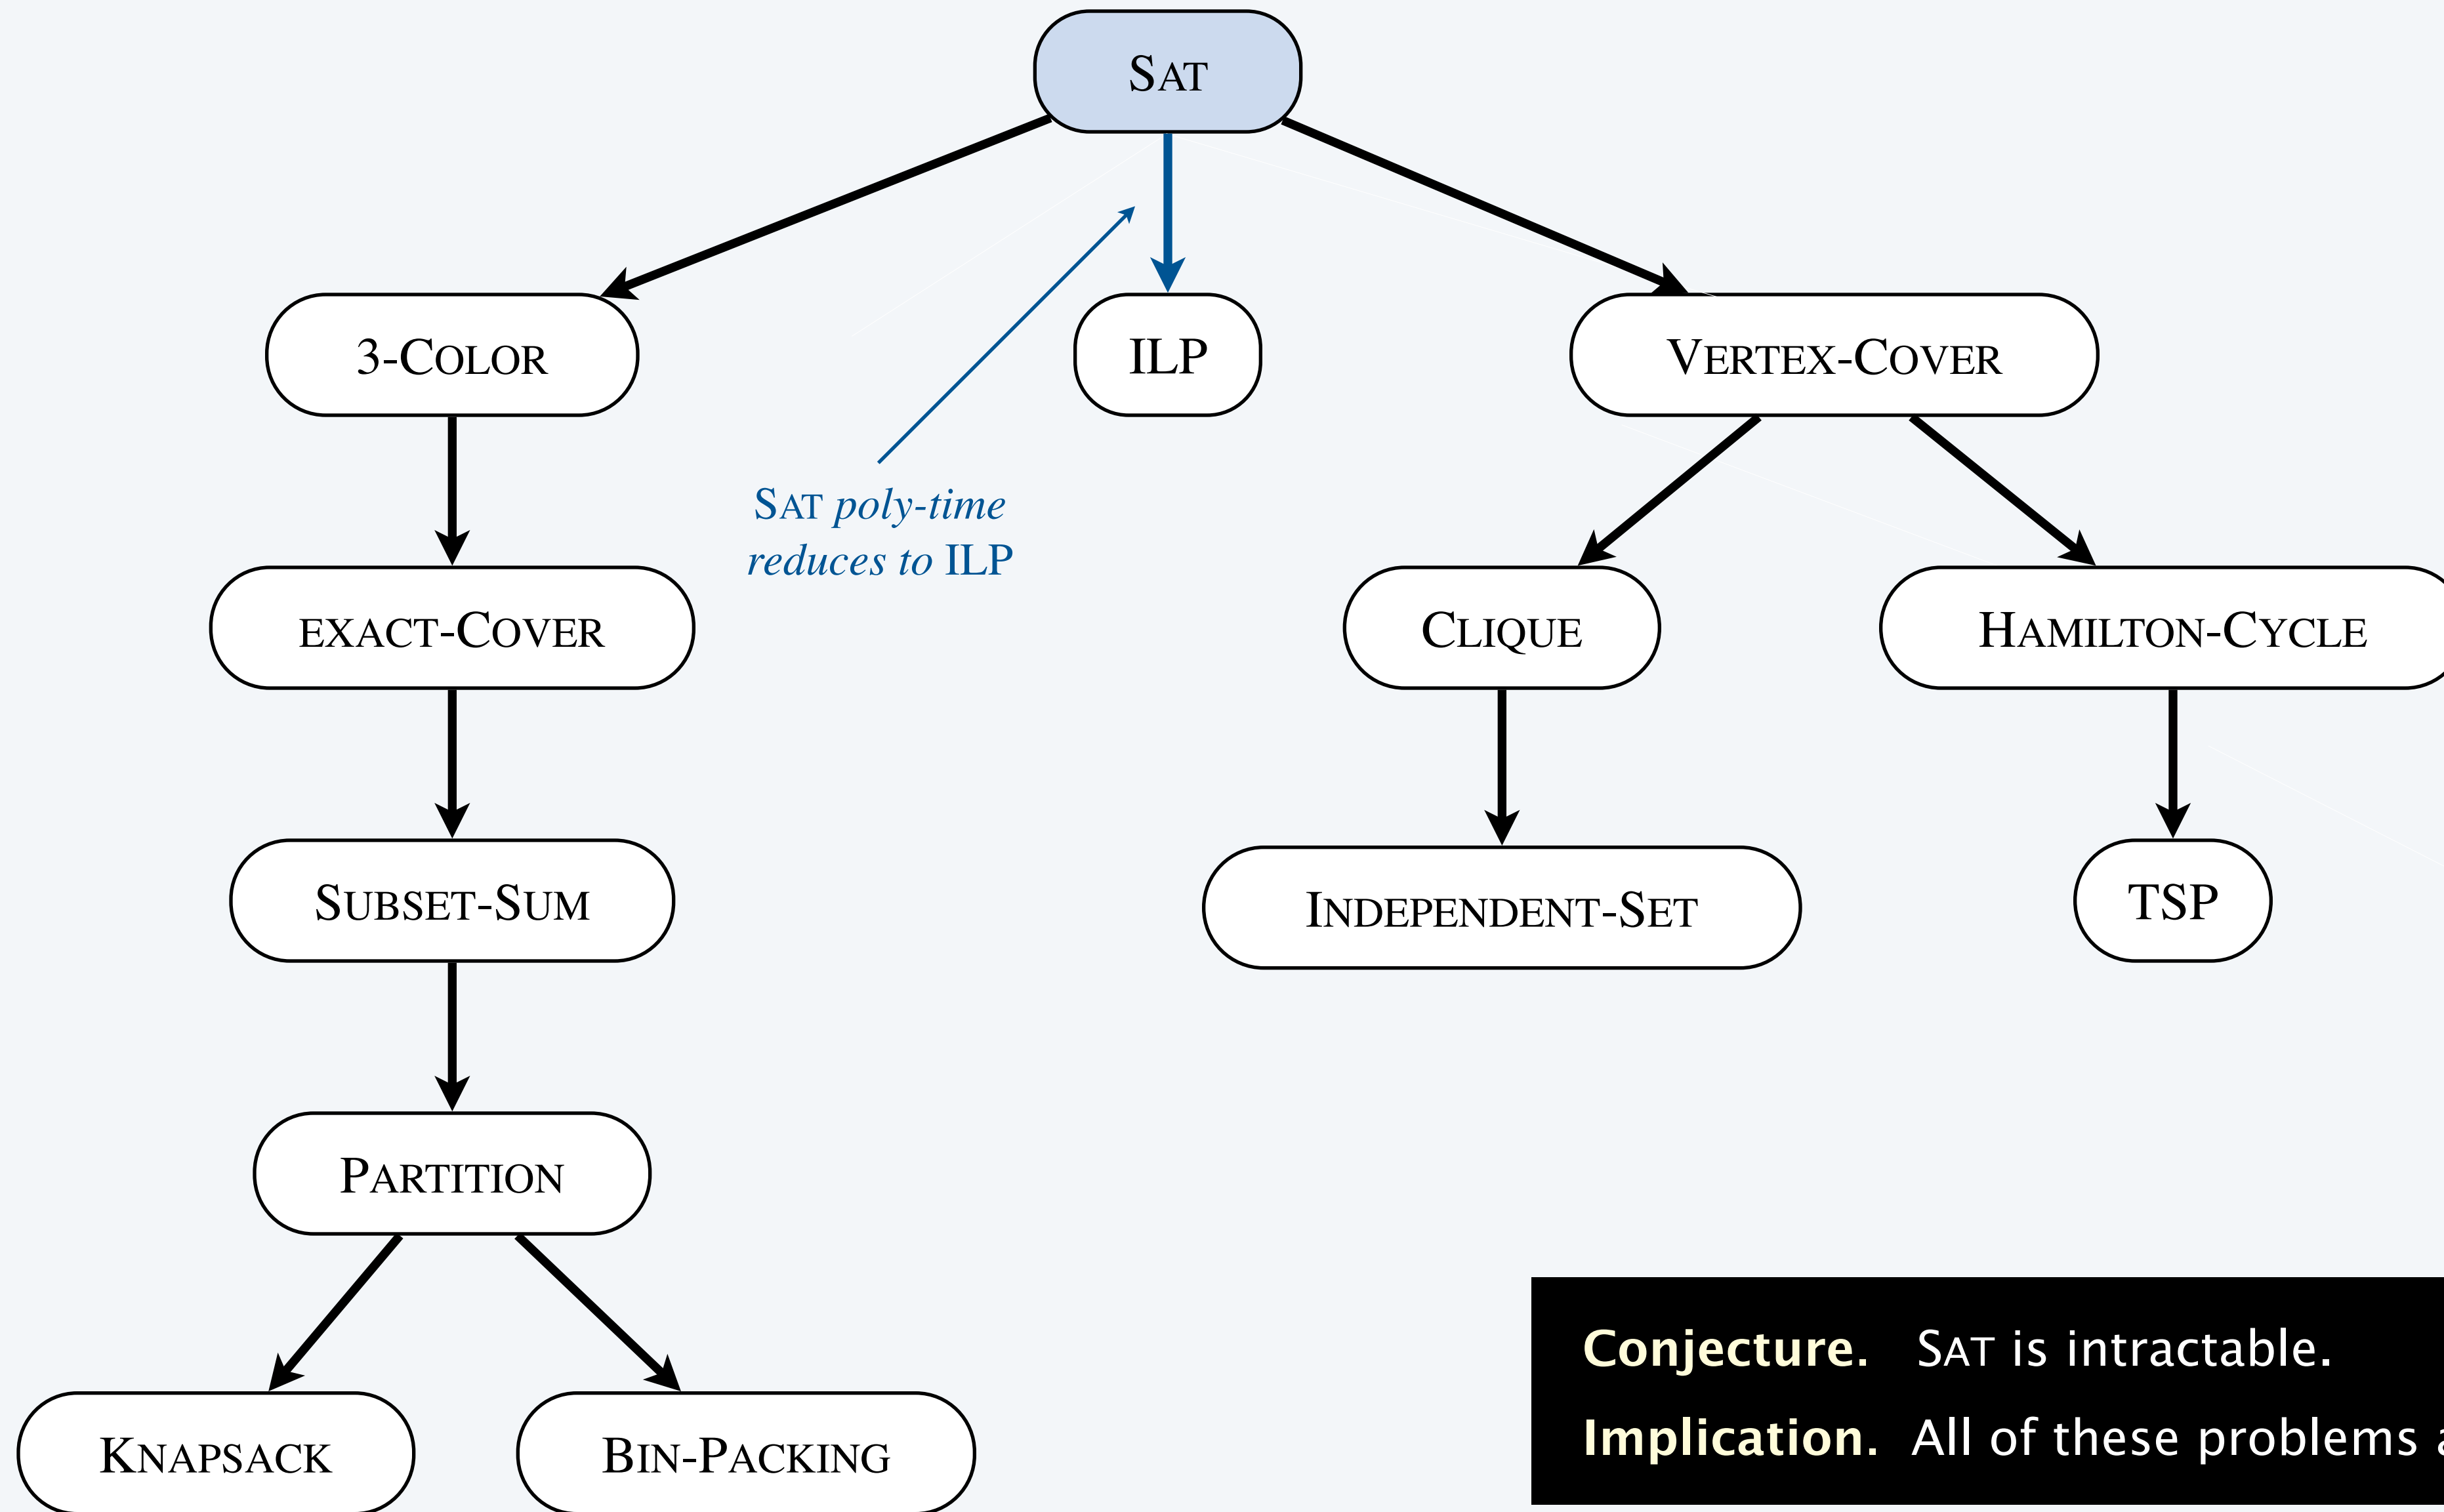 SAT
3-COLOR
ILP
VERTEX-COVER
SAT poly-time
reduces to ILP
EXACT-COVER
CLIQUE
HAMILTON-CYCLE
SUBSET-SUM
INDEPENDENT-SET
TSP
PARTITION
KNAPSACK
BIN-PACKING
Conjecture. SAT is intractable.
Implication. All of these problems